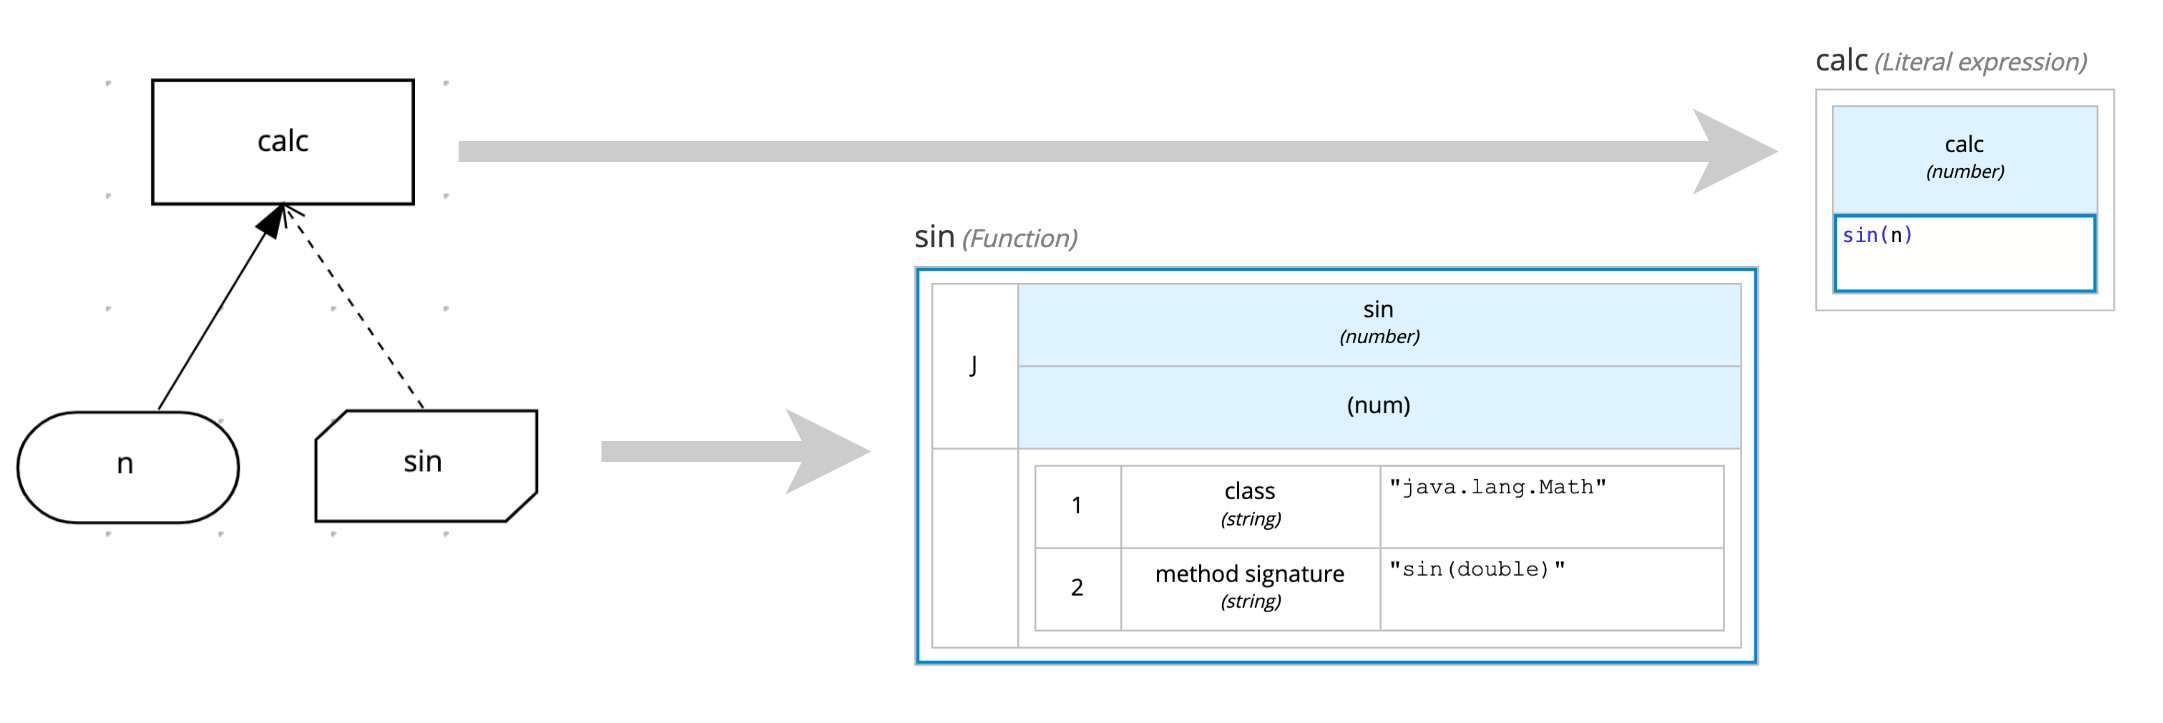 calc
n
sin
sin (Function)
J
sin
(number)
(num)
1
class
(string)
"java.lang.Math"
2
method signature
(string)
"sin(double)"
calc (Literal expression)
calc
(number)
sin(n)